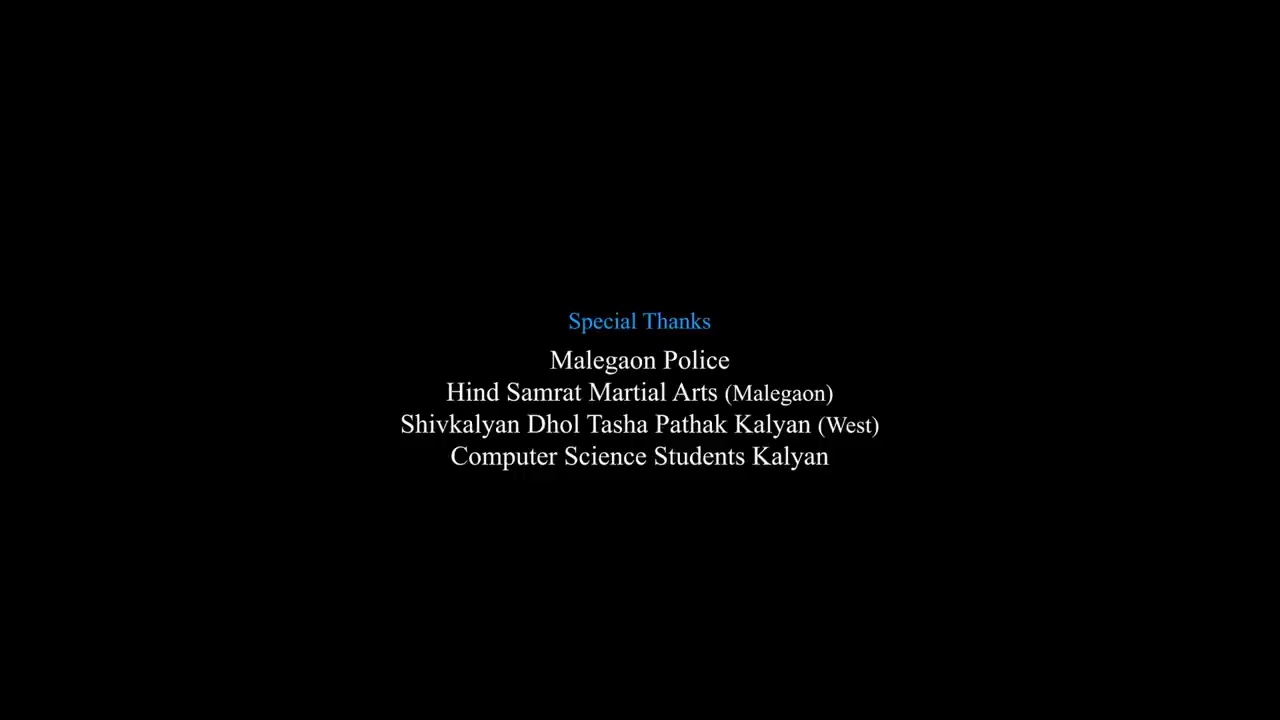 Special Thanks
Malegaon Police
Hind Samrat Martial Arts (Malegaon)
Shivkalyan Dhol Tasha Pathak Kalyan (West)
Computer Science Students Kalyan